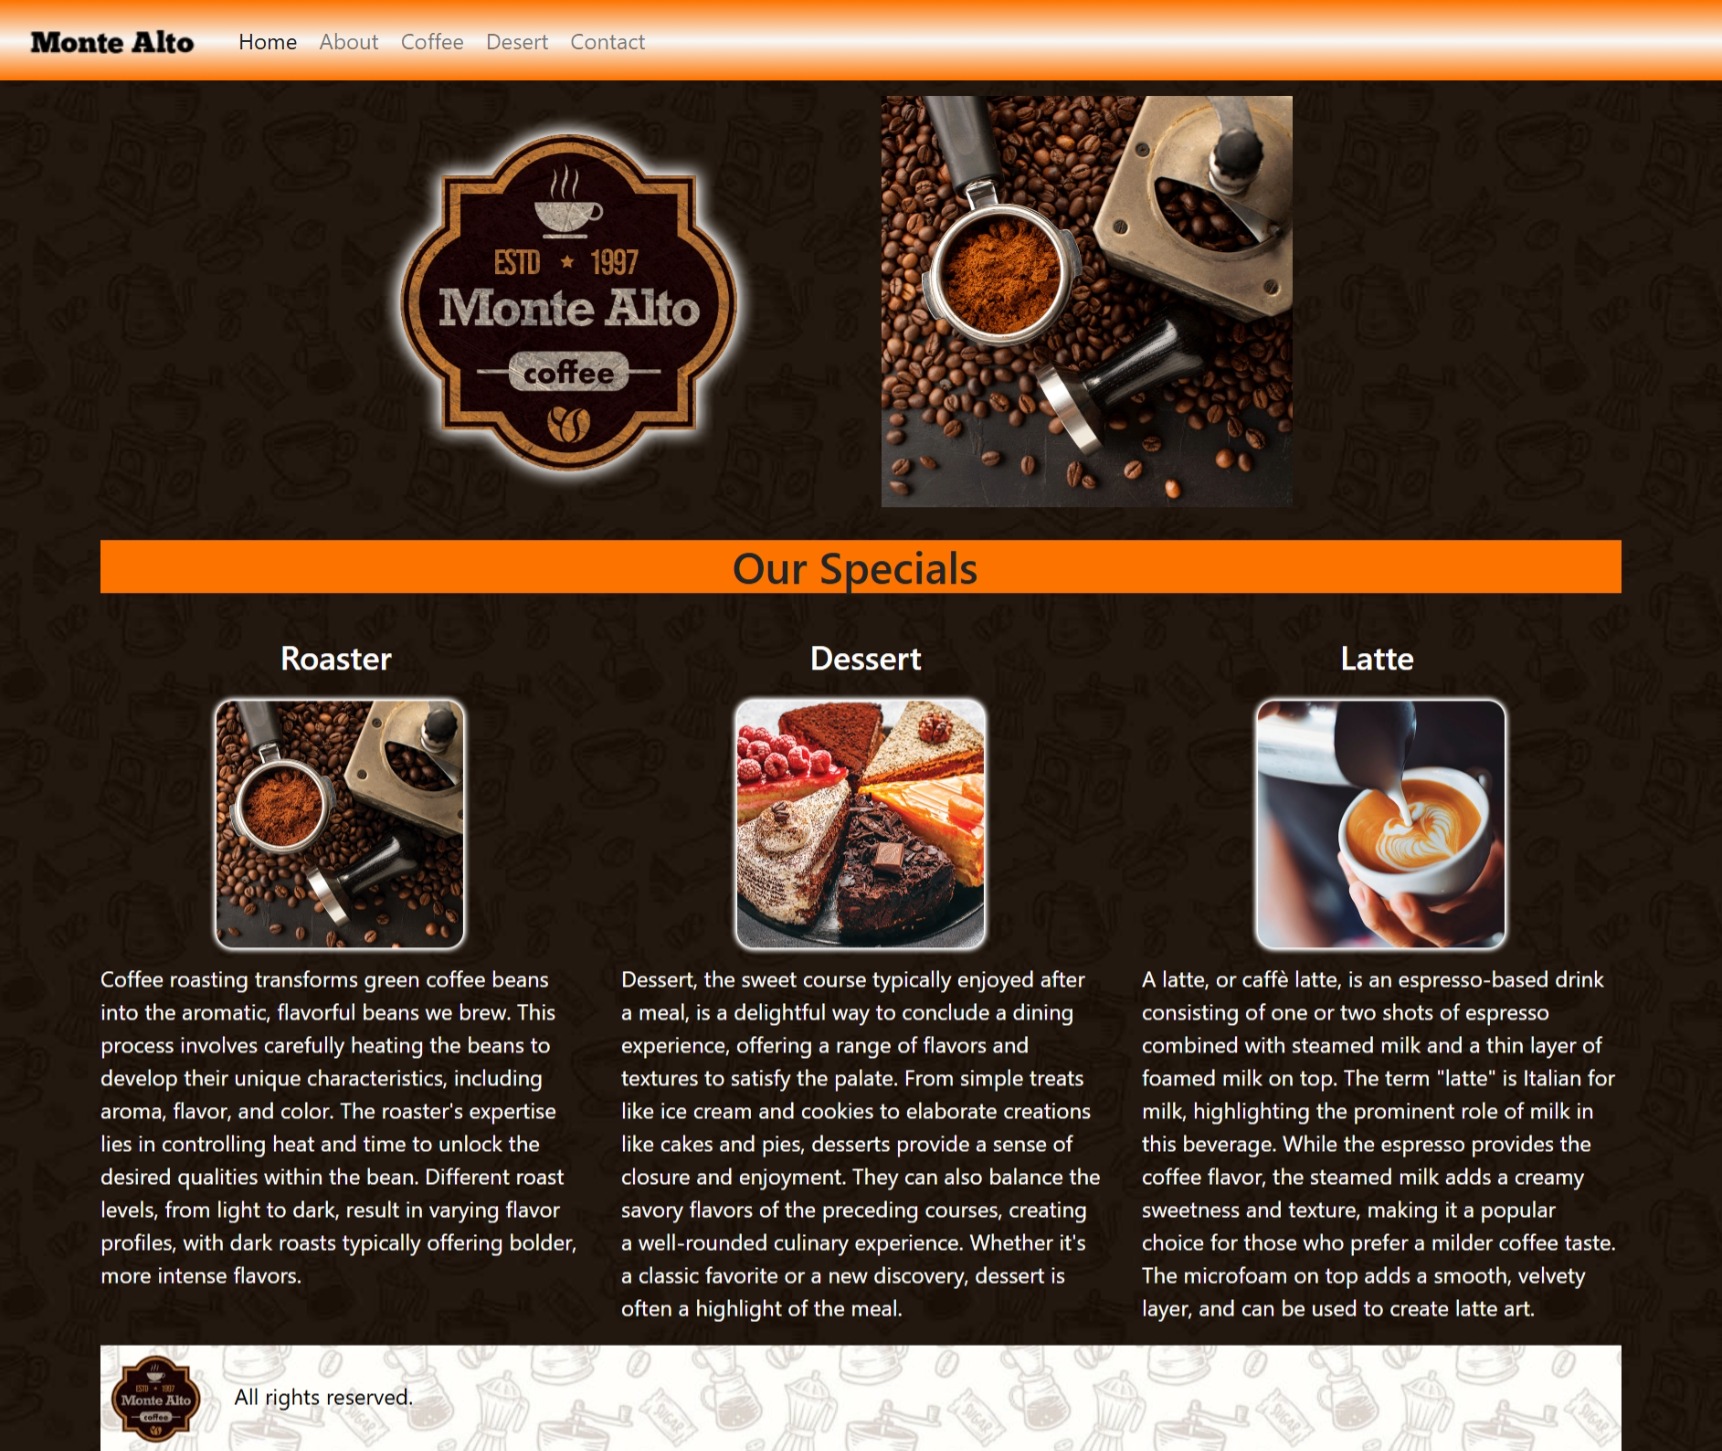 Monte Alto Home About Coffee Desert Contact
ESTD ★ 1997
Monte Alto
coffee
Our Specials
Roaster
Coffee roasting transforms green coffee beans
into the aromatic, flavorful beans we brew. This
process involves carefully heating the beans to
develop their unique characteristics, including
aroma, flavor, and color. The roaster's expertise
lies in controlling heat and time to unlock the
desired qualities within the bean. Different roast
levels, from light to dark, result in varying flavor
profiles, with dark roasts typically offering bolder,
more intense flavors.
Dessert
Dessert, the sweet course typically enjoyed after
a meal, is a delightful way to conclude a dining
experience, offering a range of flavors and
textures to satisfy the palate. From simple treats
like ice cream and cookies to elaborate creations
like cakes and pies, desserts provide a sense of
closure and enjoyment. They can also balance the
savory flavors of the preceding courses, creating
a well-rounded culinary experience. Whether it's
a classic favorite or a new discovery, dessert is
often a highlight of the meal.
Latte
A latte, or caffè latte, is an espresso-based drink
consisting of one or two shots of espresso
combined with steamed milk and a thin layer of
foamed milk on top. The term "latte" is Italian for
milk, highlighting the prominent role of milk in
this beverage. While the espresso provides the
coffee flavor, the steamed milk adds a creamy
sweetness and texture, making it a popular
choice for those who prefer a milder coffee taste.
The microfoam on top adds a smooth, velvety
layer, and can be used to create latte art.
ESTD • 1997
Monte Alto
coffee
All rights reserved.
SUGAR
SUGAR
SUGAR
SUGAR
SUGAR